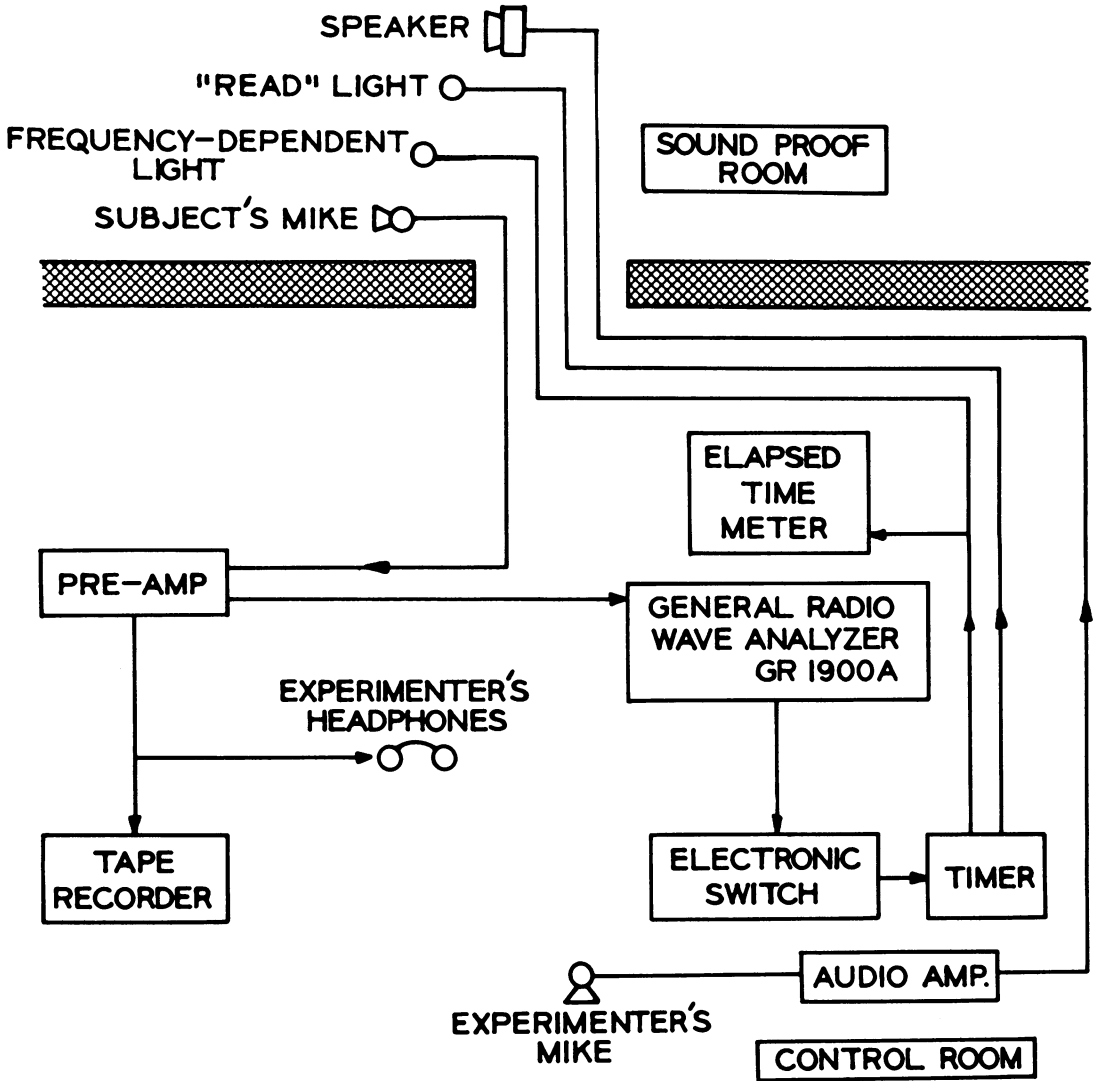 SPEAKER
"READ" LIGHT
FREQUENCY-DEPENDENT
LIGHT
SUBJECT'S MIKE
SOUND PROOF
ROOM
ELAPSED
TIME
METER
PRE-AMP
GENERAL RADIO
WAVE ANALYZER
GR 1900A
EXPERIMENTER'S
HEADPHONES
TAPE
RECORDER
ELECTRONIC
SWITCH
TIMER
AUDIO AMP.
EXPERIMENTER'S
MIKE
CONTROL ROOM